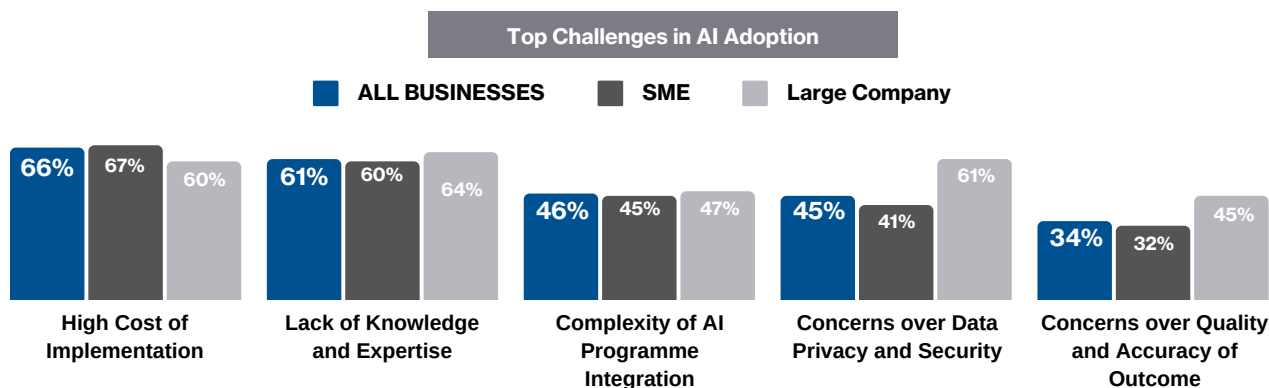 Top Challenges in AI Adoption
ALL BUSINESSES SME Large Company
66% 67% 60% 61% 60% 64% 46% 45% 47% 45% 41% 61% 34% 32% 45%
High Cost of
Implementation
Lack of Knowledge
and Expertise
Complexity of AI
Programme
Integration
Concerns over Data
Privacy and Security
Concerns over Quality
and Accuracy of
Outcome